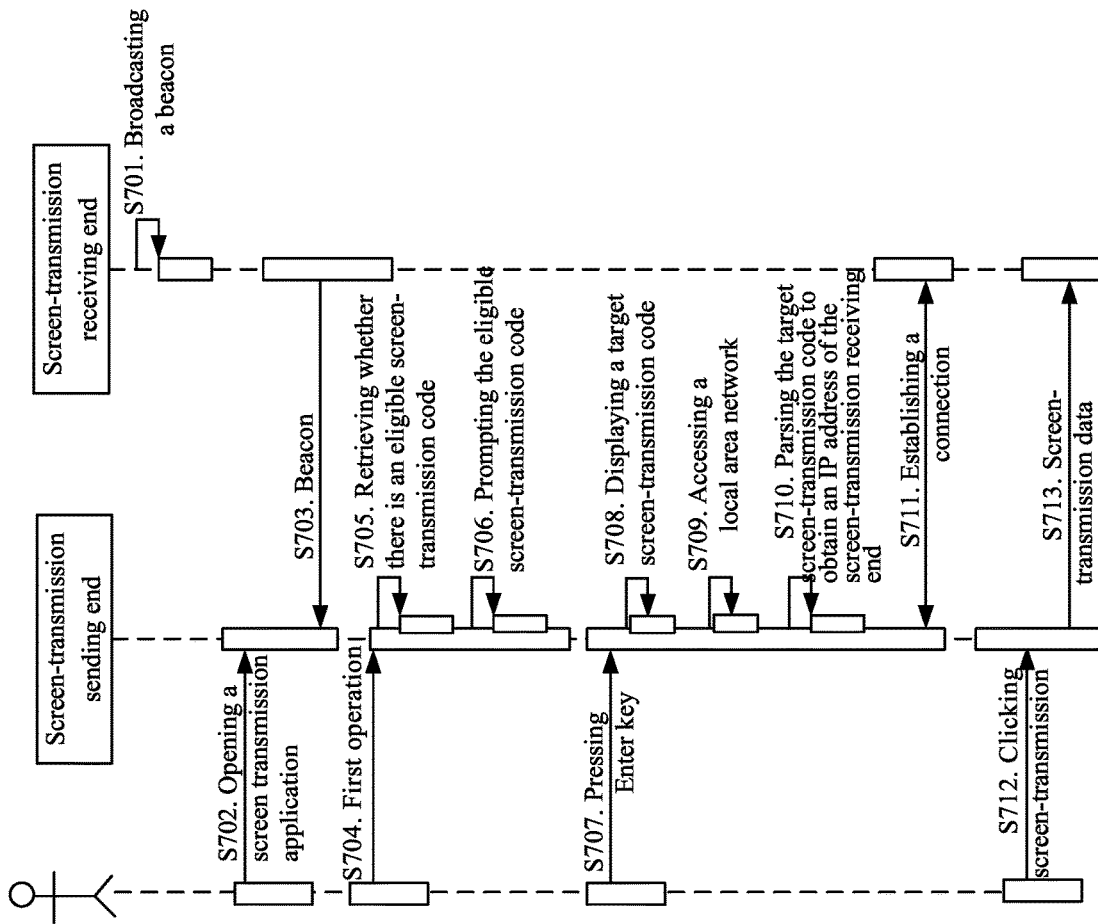 Screen-transmission
sending end
Screen-transmission
receiving end
S701. Broadcasting
a beacon
S702. Opening a
screen transmission
application
S703. Beacon
S704. First operation
S705. Retrieving whether
there is an eligible screen-
transmission code
S706. Prompting the eligible
screen-transmission code
S707. Pressing
Enter key
S708. Displaying a target
screen-transmission code
S709. Accessing a
local area network
S710. Parsing the target
screen-transmission code to
obtain an IP address of the
screen-transmission receiving
end
S711. Establishing a
connection
S712. Clicking
screen-transmission
S713. Screen-
transmission data